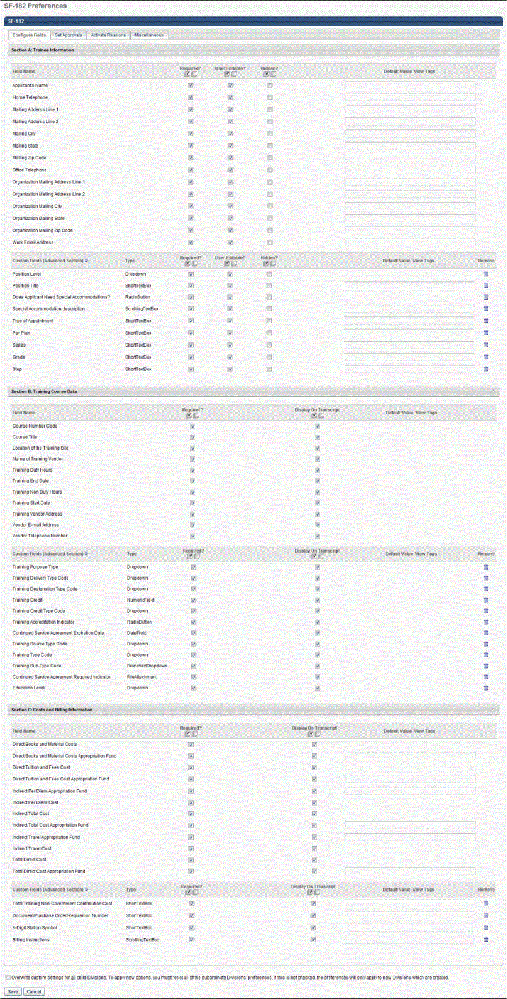 SF-182 Preferences
SF-182
Configure Fields Set Approvals Activate Reasons Miscellaneous
Section A: Trainee Information
Field Name Required? User Editable? Hidden? Default Value View Tags
Applicant's Name
Home Telephone
Mailing Adderss Line 1
Mailing Adderss Line 2
Mailing City
Mailing State
Mailing Zip Code
Office Telephone
Organization Mailing Address Line 1
Organization Mailing Address Line 2
Organization Mailing City
Organization Mailing State
Organization Mailing Zip Code
Work Email Address
Custom Fields (Advanced Section) Type Required? User Editable? Hidden? Default Value View Tags Remove
Position Level Dropdown
Position Title ShortTextBox
Does Applicant Need Special Accommodations? RadioButton
Special Accommodation description ScrollingTextBox
Type of Appointment ShortTextBox
Pay Plan ShortTextBox
Series ShortTextBox
Grade ShortTextBox
Step ShortTextBox
Section B: Training Course Data
Field Name Required? Display On Transcript Default Value View Tags
Course Number Code
Course Title
Location of the Training Site
Name of Training Vendor
Training Duty Hours
Training End Date
Training Non Duty Hours
Training Start Date
Training Vendor Address
Vendor E-mail Address
Vendor Telephone Number
Custom Fields (Advanced Section) Type Required? Display On Transcript Default Value View Tags Remove
Training Purpose Type Dropdown
Training Delivery Type Code Dropdown
Training Designation Type Code Dropdown
Training Credit NumericField
Training Credit Type Code Dropdown
Training Accreditation Indicator RadioButton
Continued Service Agreement Expiration Date DateField
Training Source Type Code Dropdown
Training Type Code Dropdown
Training Sub-Type Code BranchedDropdown
Continued Service Agreement Required Indicator FileAttachment
Education Level Dropdown
Section C: Costs and Billing Information
Field Name Required? Display On Transcript Default Value View Tags
Direct Books and Material Costs
Direct Books and Material Costs Appropriation Fund
Direct Tuition and Fees Cost
Direct Tuition and Fees Cost Appropriation Fund
Indirect Per Diem Appropriation Fund
Indirect Per Diem Cost
Indirect Total Cost
Indirect Total Cost Appropriation Fund
Indirect Travel Appropriation Fund
Indirect Travel Cost
Total Direct Cost
Total Direct Cost Appropriation Fund
Custom Fields (Advanced Section) Type Required? Display On Transcript Default Value View Tags Remove
Total Training Non-Government Contribution Cost ShortTextBox
Document/Purchase Order/Requisition Number ShortTextBox
8-Digit Station Symbol ShortTextBox
Billing Instructions ScrollingTextBox
Overwrite custom settings for all child Divisions. To apply new options, you must reset all of the subordinate Divisions' preferences. If this is not checked, the preferences will only apply to new Divisions which are created.
Save Cancel